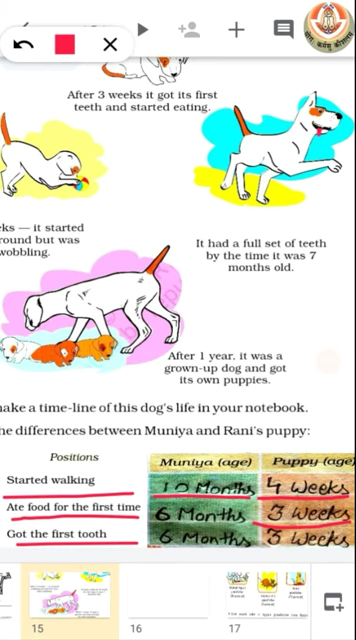 After 3 weeks it got its first
teeth and started eating.
ks — it started
round but was
wobbling.
It had a full set of teeth
by the time it was 7
months old.
After 1 year, it was a
grown-up dog and got
its own puppies.
ake a time-line of this dog's life in your notebook.
he differences between Muniya and Rani's puppy:
Positions Muniya (age) Puppy (age)
Started walking 10 Months 4 Weeks
Ate food for the first time 6 Months 3 Weeks
Got the first tooth 6 Months 3 Weeks
15 16 17